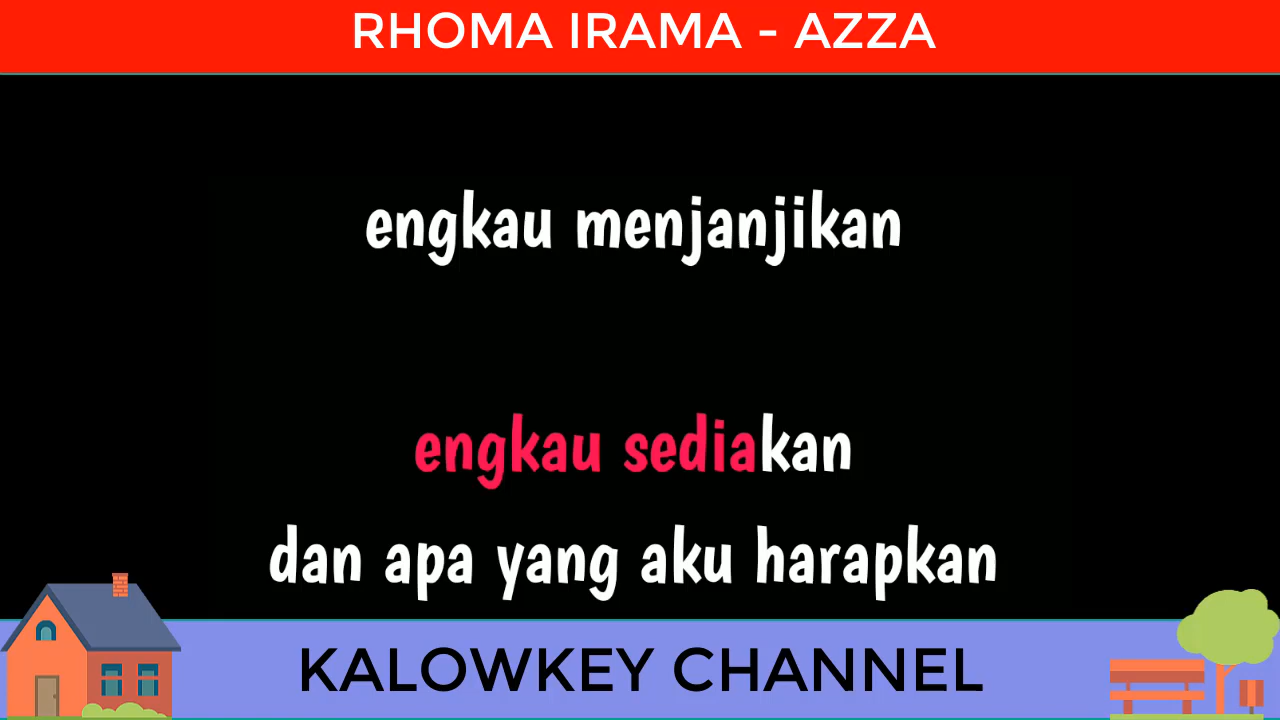 RHOMA IRAMA - AZZA
engkau menjanjikan
engkau sediakan
dan apa yang aku harapkan
KALOWKEY CHANNEL